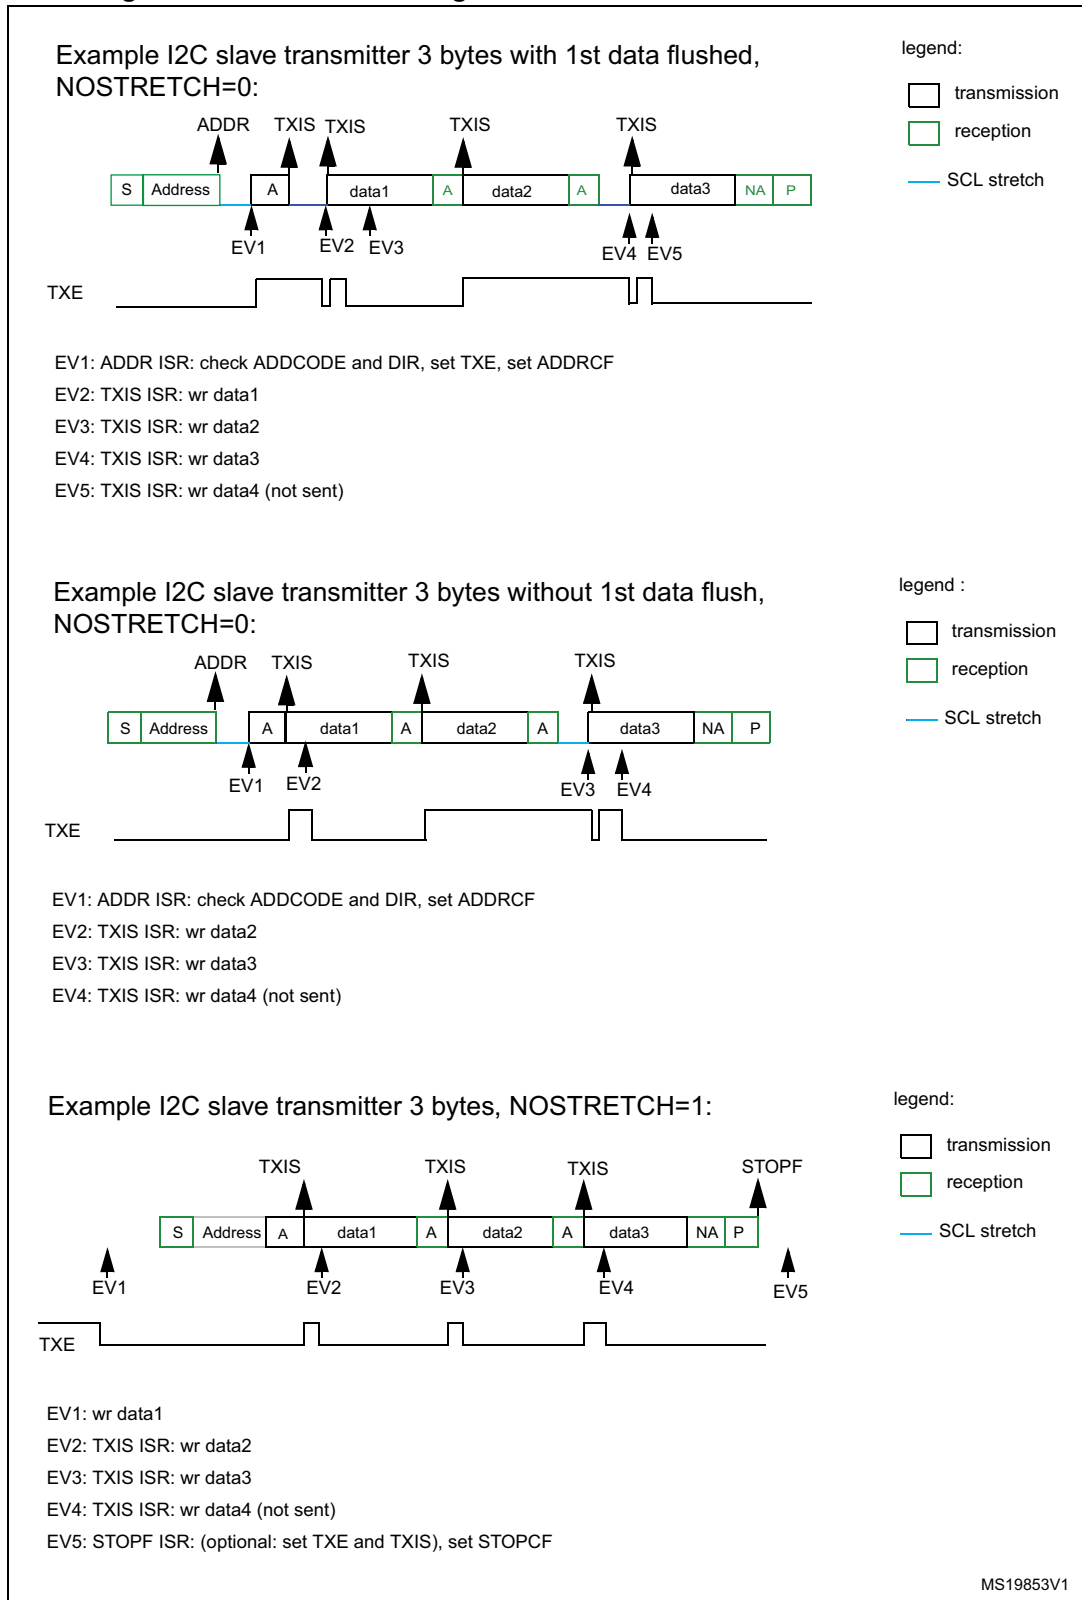 Example I2C slave transmitter 3 bytes with 1st data flushed,
NOSTRETCH=0:
legend:
transmission
reception
SCL stretch
ADDR TXIS TXIS TXIS TXIS
S Address A data1 A data2 A data3 NA P
EV1 EV2 EV3 EV4 EV5
TXE
EV1: ADDR ISR: check ADDCODE and DIR, set TXE, set ADDRCF
EV2: TXIS ISR: wr data1
EV3: TXIS ISR: wr data2
EV4: TXIS ISR: wr data3
EV5: TXIS ISR: wr data4 (not sent)
Example I2C slave transmitter 3 bytes without 1st data flush,
NOSTRETCH=0:
legend :
transmission
reception
SCL stretch
ADDR TXIS TXIS TXIS
S Address A data1 A data2 A data3 NA P
EV1 EV2 EV3 EV4
TXE
EV1: ADDR ISR: check ADDCODE and DIR, set ADDRCF
EV2: TXIS ISR: wr data2
EV3: TXIS ISR: wr data3
EV4: TXIS ISR: wr data4 (not sent)
Example I2C slave transmitter 3 bytes, NOSTRETCH=1:
legend:
transmission
reception
SCL stretch
TXIS TXIS TXIS STOPF
S Address A data1 A data2 A data3 NA P
EV1 EV2 EV3 EV4 EV5
TXE
EV1: wr data1
EV2: TXIS ISR: wr data2
EV3: TXIS ISR: wr data3
EV4: TXIS ISR: wr data4 (not sent)
EV5: STOPF ISR: (optional: set TXE and TXIS), set STOPCF
MS19853V1